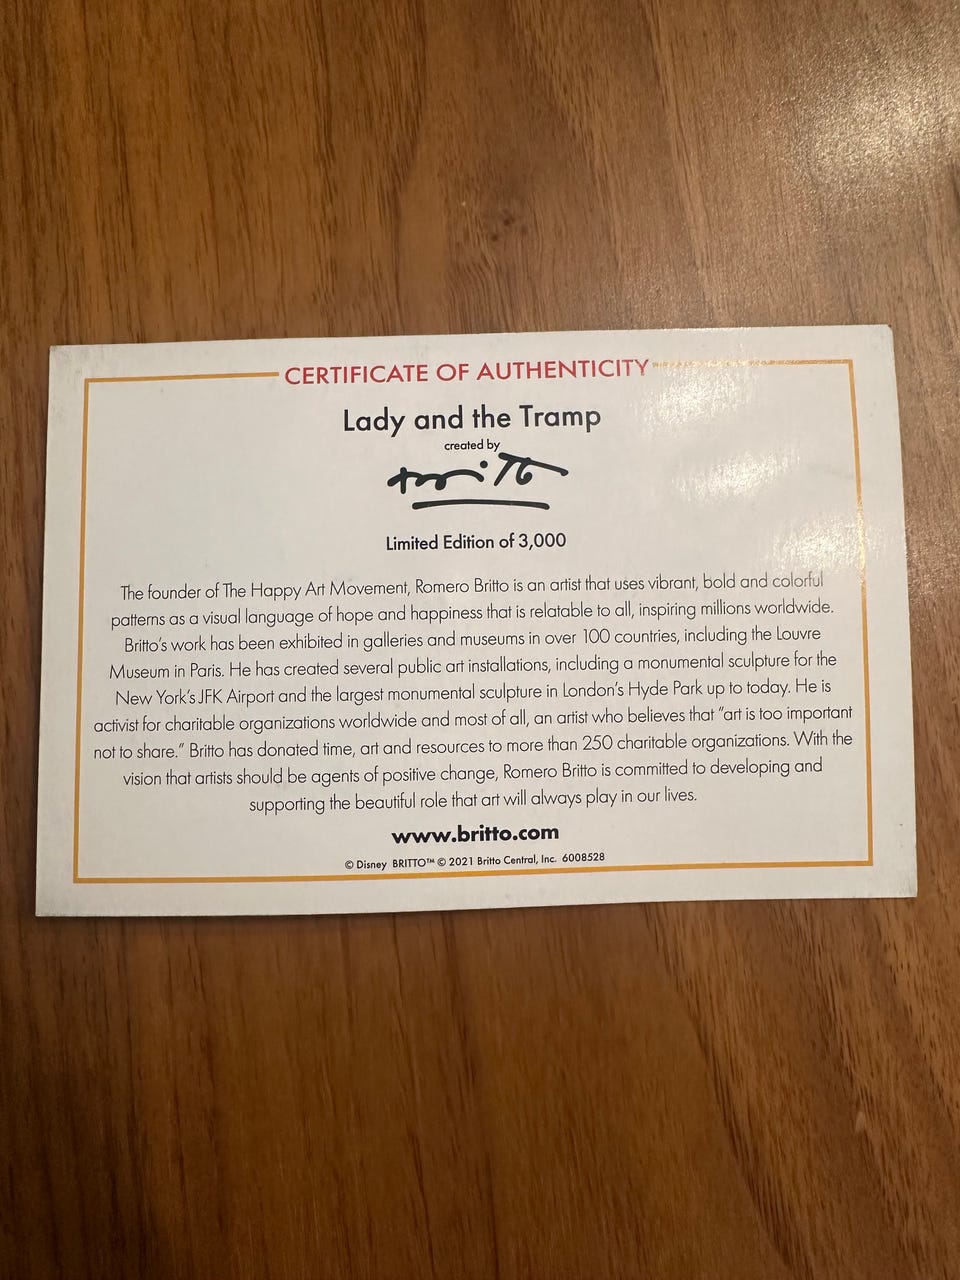 CERTIFICATE OF AUTHENTICITY
Lady and the Tramp
created by
Britto
Limited Edition of 3,000
The founder of The Happy Art Movement, Romero Britto is an artist that uses vibrant, bold and colorful
patterns as a visual language of hope and happiness that is relatable to all, inspiring millions worldwide.
Britto's work has been exhibited in galleries and museums in over 100 countries, including the Louvre
Museum in Paris. He has created several public art installations, including a monumental sculpture for the
New York's JFK Airport and the largest monumental sculpture in London's Hyde Park up to today. He is
activist for charitable organizations worldwide and most of all, an artist who believes that "art is too important
not to share." Britto has donated time, art and resources to more than 250 charitable organizations. With the
vision that artists should be agents of positive change, Romero Britto is committed to developing and
supporting the beautiful role that art will always play in our lives.
www.britto.com
© Disney BRITTO™ © 2021 Britto Central, Inc. 6008528